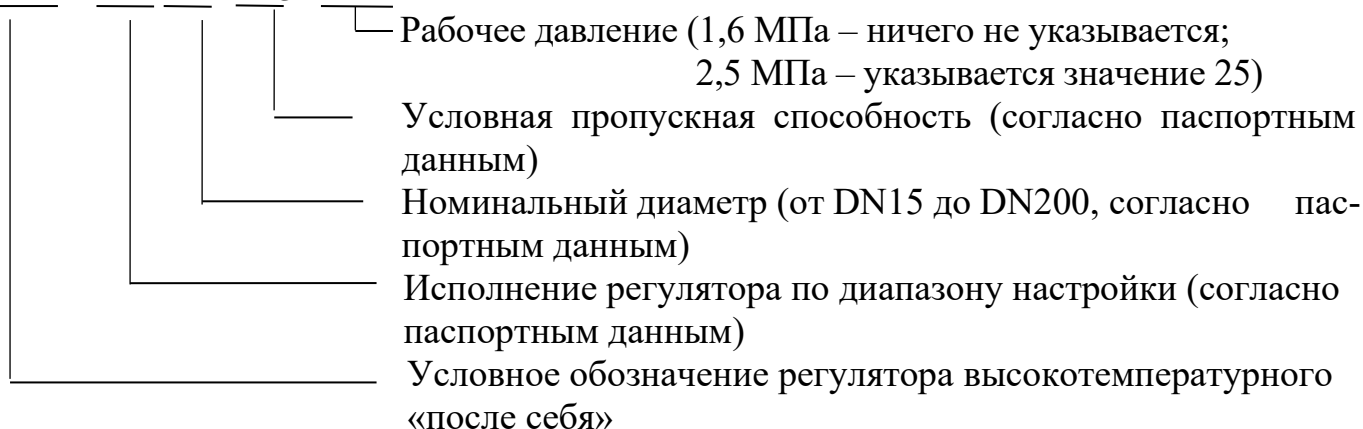 Рабочее давление (1,6 МПа – ничего не указывается;
2,5 МПа – указывается значение 25)
Условная пропускная способность (согласно паспортным
данным)
Номинальный диаметр (от DN15 до DN200, согласно пас-
портным данным)
Исполнение регулятора по диапазону настройки (согласно
паспортным данным)
Условное обозначение регулятора высокотемпературного
«после себя»